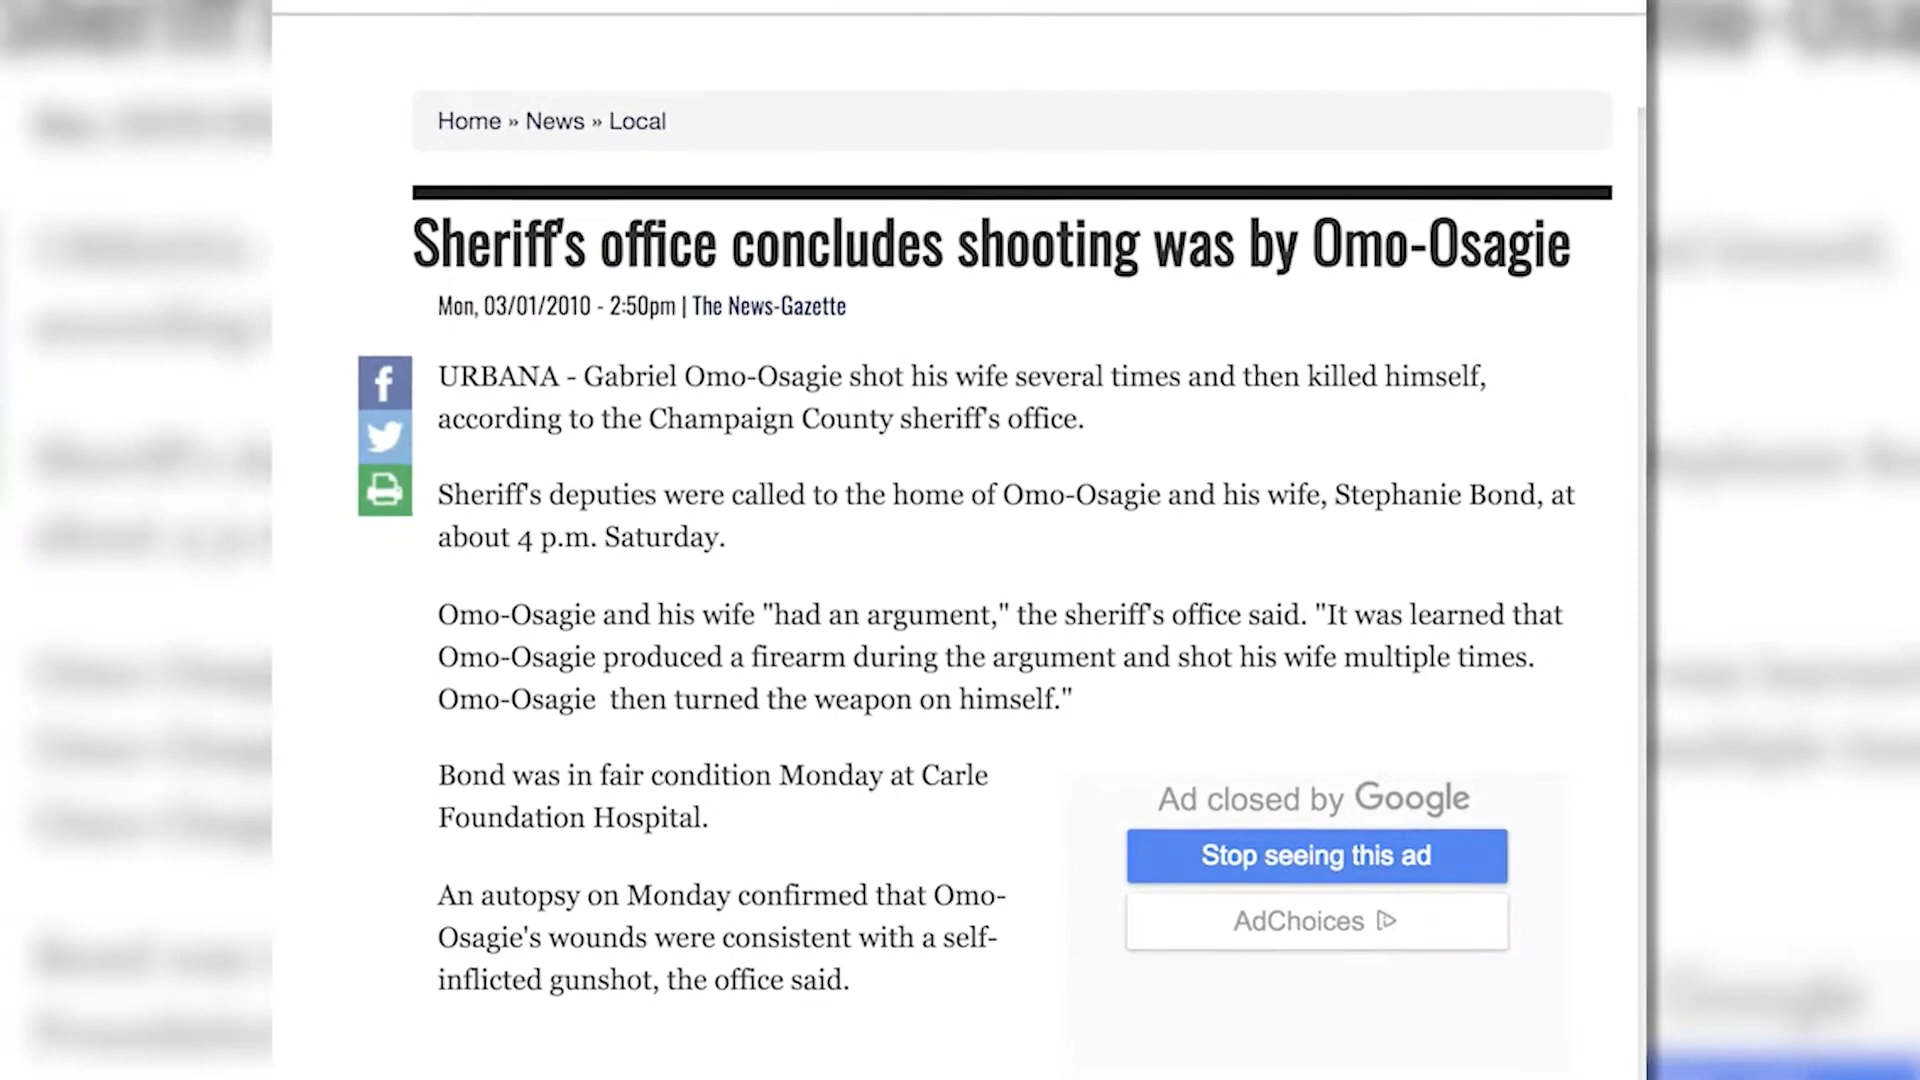 Home » News » Local
Sheriff's office concludes shooting was by Omo-Osagie
Mon, 03/01/2010 - 2:50pm | The News-Gazette
URBANA - Gabriel Omo-Osagie shot his wife several times and then killed himself,
according to the Champaign County sheriff's office.
Sheriff's deputies were called to the home of Omo-Osagie and his wife, Stephanie Bond, at
about 4 p.m. Saturday.
Omo-Osagie and his wife "had an argument," the sheriff's office said. "It was learned that
Omo-Osagie produced a firearm during the argument and shot his wife multiple times.
Omo-Osagie  then turned the weapon on himself."
Bond was in fair condition Monday at Carle
Foundation Hospital.
An autopsy on Monday confirmed that Omo-
Osagie's wounds were consistent with a self-
inflicted gunshot, the office said.
Ad closed by Google
Stop seeing this ad
AdChoices